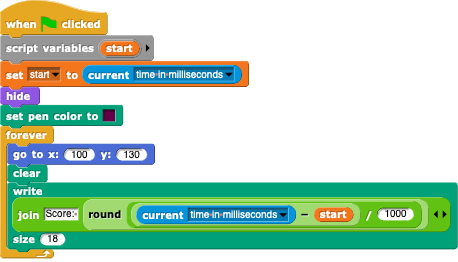 when clicked
script variables start
set start to current time in milliseconds
hide
set pen color to
forever
go to x: 100 y: 130
clear
write
join Score: round current time in milliseconds − start / 1000
size 18